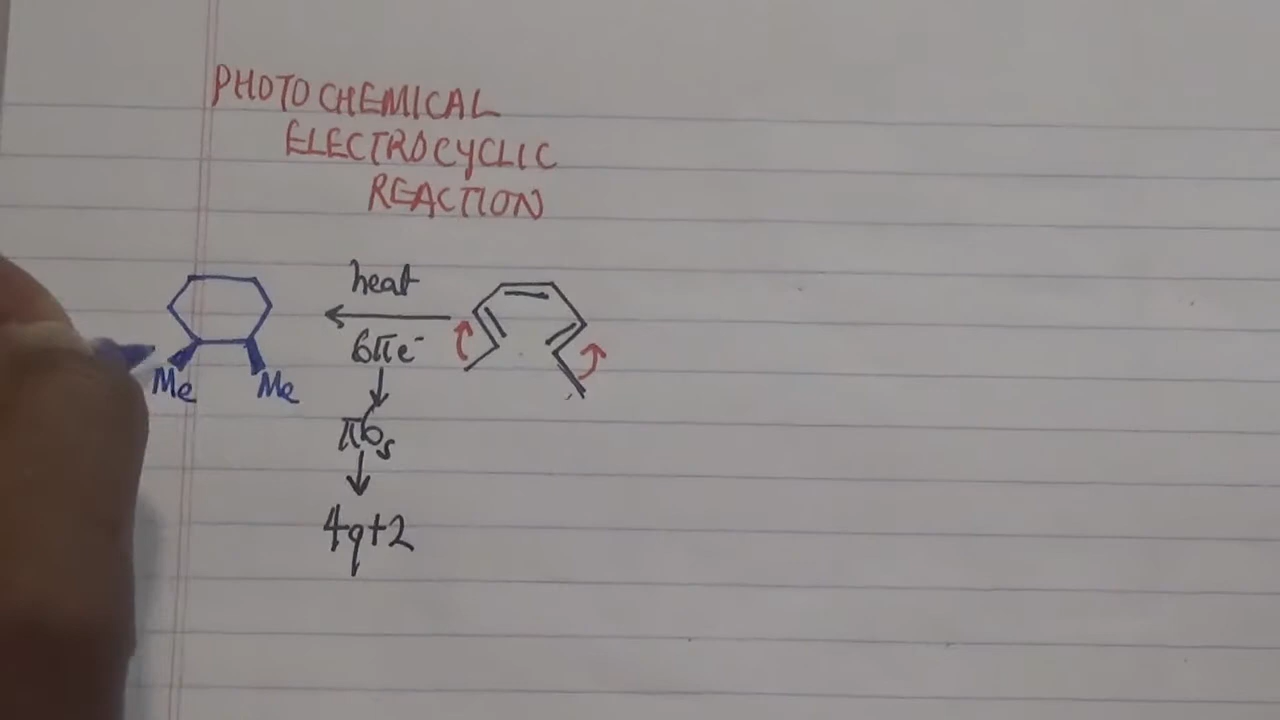 PHOTOCHEMICAL
ELECTROCYCLIC
REACTION
heat
6πe⁻
Me Me
π6s
4q+2